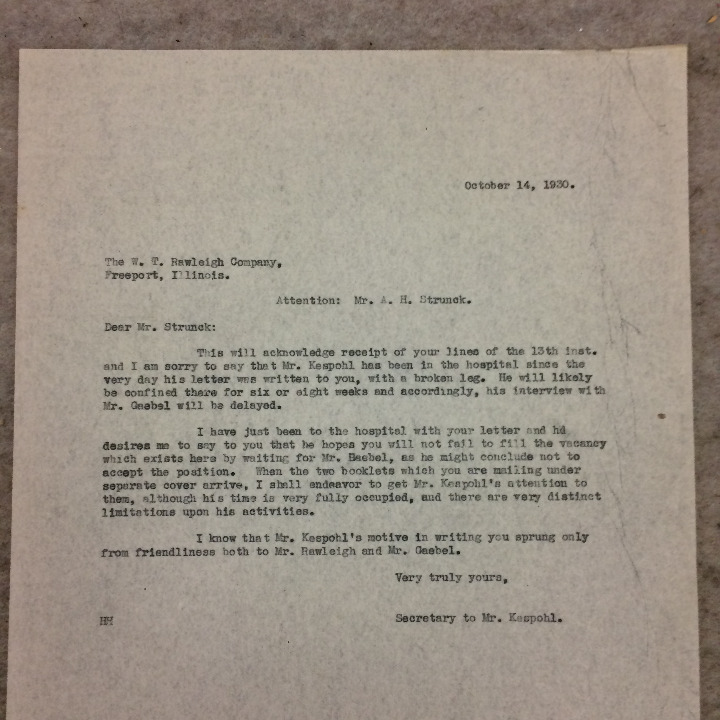 October 14, 1930.
The W. T. Rawleigh Company,
Freeport, Illinois.
Attention: Mr. A. H. Strunck.
Dear Mr. Strunck:
This will acknowledge receipt of your lines of the 13th inst.
and I am sorry to say that Mr. Kespohl has been in the hospital since the
very day his letter was written to you, with a broken leg. He will likely
be confined there for six or eight weeks and accordingly, his interview with
Mr. Gaebel will be delayed.
I have just been to the hospital with your letter and hd
desires me to say to you that he hopes you will not fail to fill the vacancy
which exists here by waiting for Mr. Baebel, as he might conclude not to
accept the position. When the two booklets which you are mailing under
separate cover arrive, I shall endeavor to get Mr. Kespohl's attention to
them, although his time is very fully occupied, and there are very distinct
limitations upon his activities.
I know that Mr. Kespohl's motive in writing you sprung only
from friendliness both to Mr. Rawleigh and Mr. Gaebel.
Very truly yours,
HH Secretary to Mr. Kespohl.